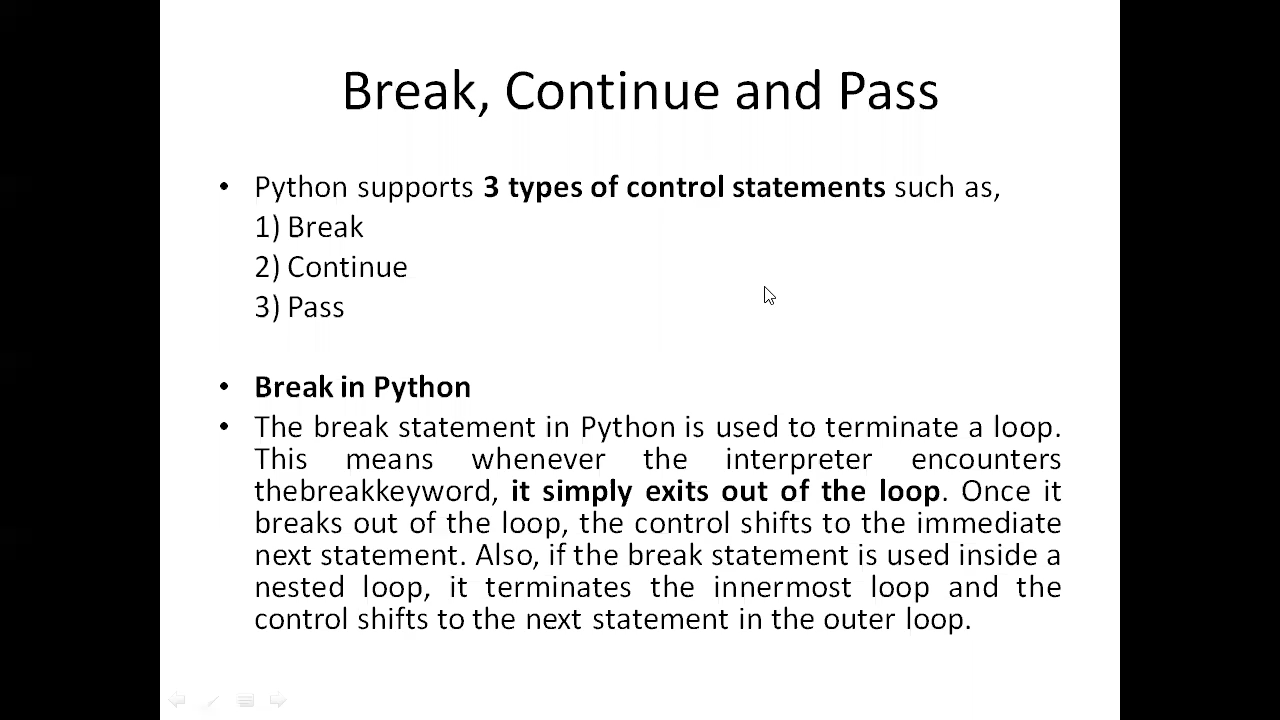 Break, Continue and Pass
• Python supports 3 types of control statements such as,
1) Break
2) Continue
3) Pass
• Break in Python
• The break statement in Python is used to terminate a loop.
This means whenever the interpreter encounters
thebreakkeyword, it simply exits out of the loop. Once it
breaks out of the loop, the control shifts to the immediate
next statement. Also, if the break statement is used inside a
nested loop, it terminates the innermost loop and the
control shifts to the next statement in the outer loop.